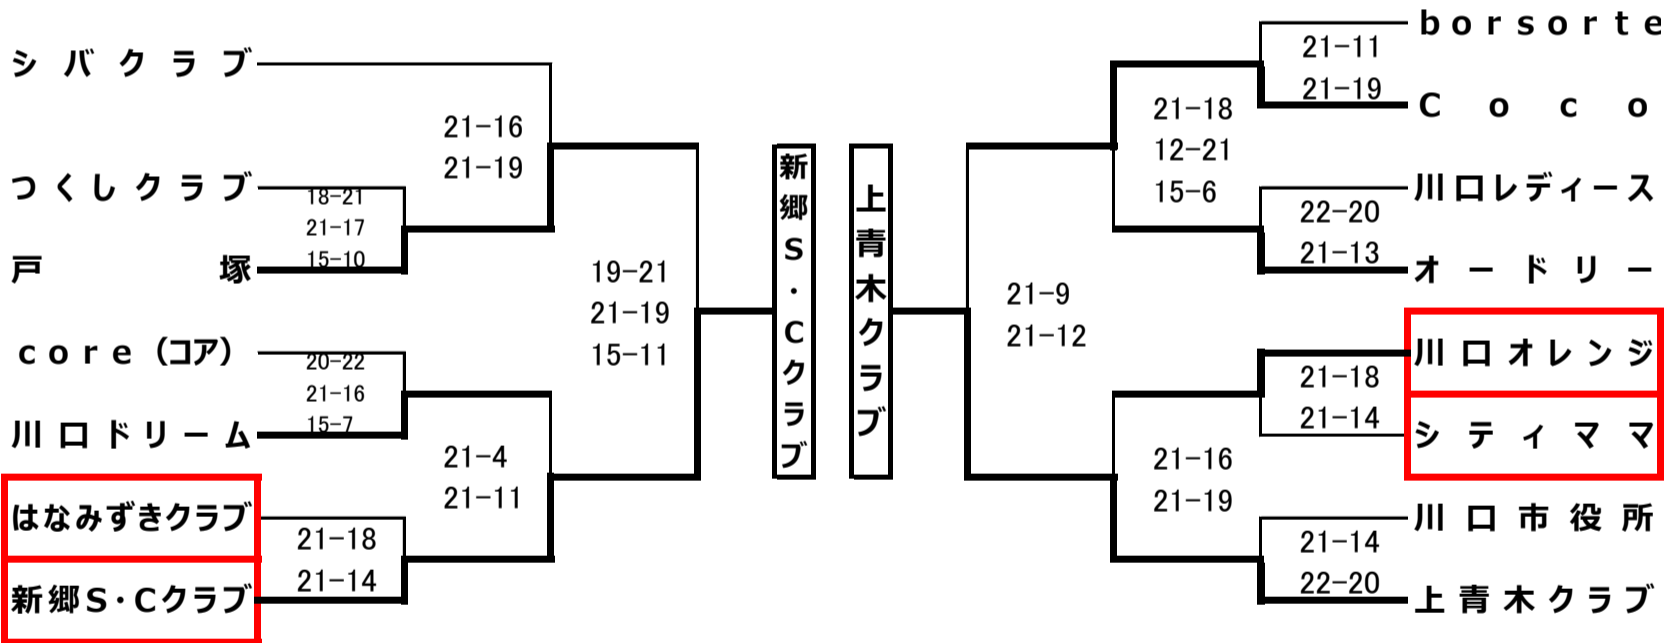 シバクラブ
21-16
21-19
つくしクラブ
18-21
21-17
15-10
戸塚
19-21
21-19
15-11
core（コア）
20-22
21-16
15-7
川口ドリーム
21-4
21-11
はなみずきクラブ
21-18
21-14
新郷S・Cクラブ
新郷S・Cクラブ
上青木クラブ
borsorte
21-11
21-19
Coco
21-18
12-21
15-6
川口レディース
22-20
21-13
オードリー
21-9
21-12
川口オレンジ
21-18
21-14
シティママ
21-16
21-19
川口市役所
21-14
22-20
上青木クラブ